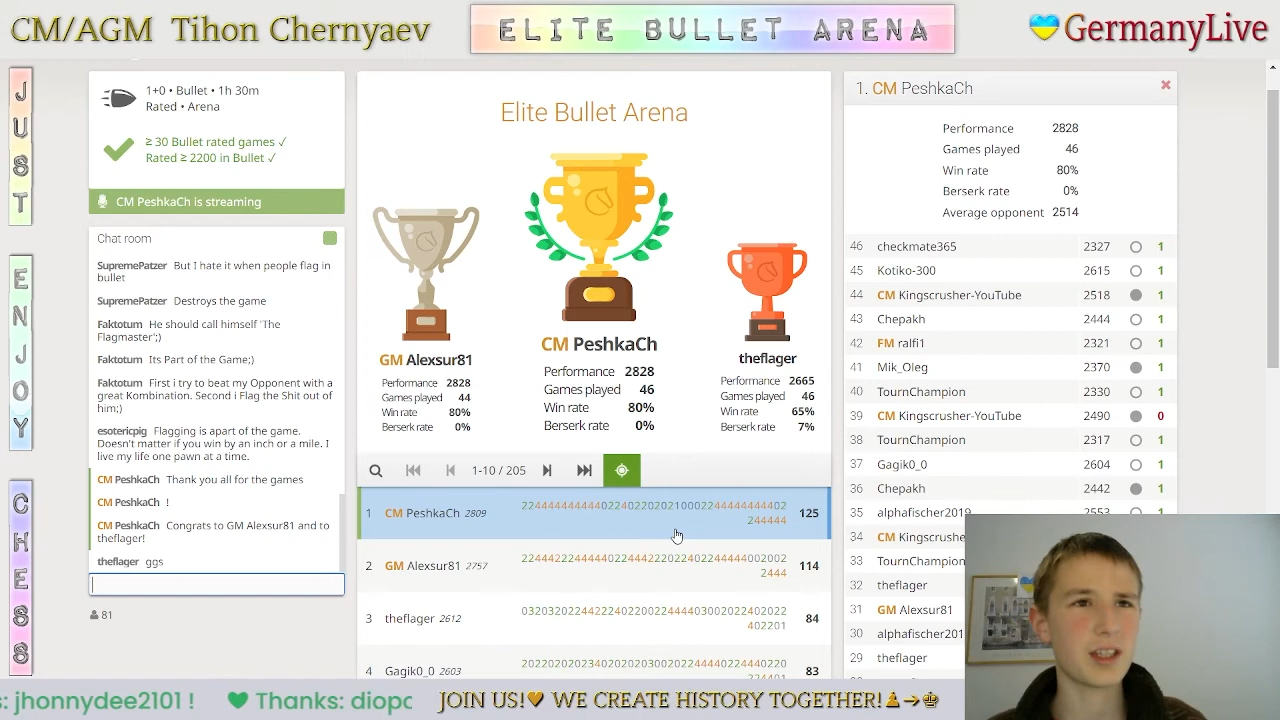 CM/AGM Tihon Chernyaev
ELITE BULLET ARENA
GermanyLive
JUST
ENJOY
CHESS
1+0 • Bullet • 1h 30m
Rated • Arena
≥ 30 Bullet rated games ✓
Rated ≥ 2200 in Bullet ✓
CM PeshkaCh is streaming
Chat room
SupremePatzer But I hate it when people flag in
bullet
SupremePatzer Destroys the game
Faktotum He should call himself 'The
Flagmaster';)
Faktotum Its Part of the Game;)
Faktotum First i try to beat my Opponent with a
great Kombination. Second i Flag the Shit out of
him;)
esotericpig Flagging is apart of the game.
Doesn't matter if you win by an inch or a mile. I
live my life one pawn at a time.
CM PeshkaCh Thank you all for the games
CM PeshkaCh !
CM PeshkaCh Congrats to GM Alexsur81 and to
theflager!
theflager ggs
81
Elite Bullet Arena
GM Alexsur81
Performance 2828
Games played 44
Win rate 80%
Berserk rate 0%
CM PeshkaCh
Performance 2828
Games played 46
Win rate 80%
Berserk rate 0%
theflager
Performance 2665
Games played 46
Win rate 65%
Berserk rate 7%
1-10 / 205
1 CM PeshkaCh 2809 125
2 GM Alexsur81 2757 114
3 theflager 2612 84
4 Gagik0_0 2603 83
1. CM PeshkaCh
Performance 2828
Games played 46
Win rate 80%
Berserk rate 0%
Average opponent 2514
46 checkmate365 2327 1
45 Kotiko-300 2615 1
44 CM Kingscrusher-YouTube 2518 1
43 Chepakh 2444 1
42 FM ralfi1 2321 1
41 Mik_Oleg 2370 1
40 TournChampion 2330 1
39 CM Kingscrusher-YouTube 2490 0
38 TournChampion 2317 1
37 Gagik0_0 2604 1
36 Chepakh 2442 1
35 alphafischer2019 2553
34 CM Kingscrushe
33 TournChampion
32 theflager
31 GM Alexsur81
30 alphafischer201
29 theflager
s: jhonnydee2101 ! Thanks: diopc
JOIN US! WE CREATE HISTORY TOGETHER!